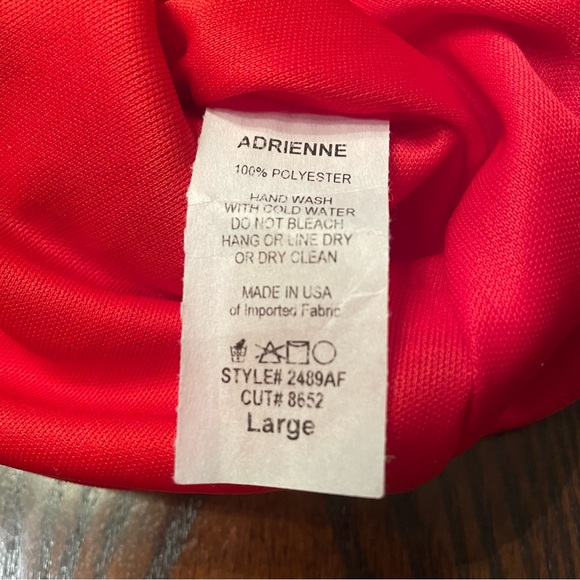 ADRIENNE
100% POLYESTER
HAND WASH
WITH COLD WATER
DO NOT BLEACH
HANG OR LINE DRY
OR DRY CLEAN
MADE IN USA
of Imported Fabric
STYLE# 2489AF
CUT# 8652
Large